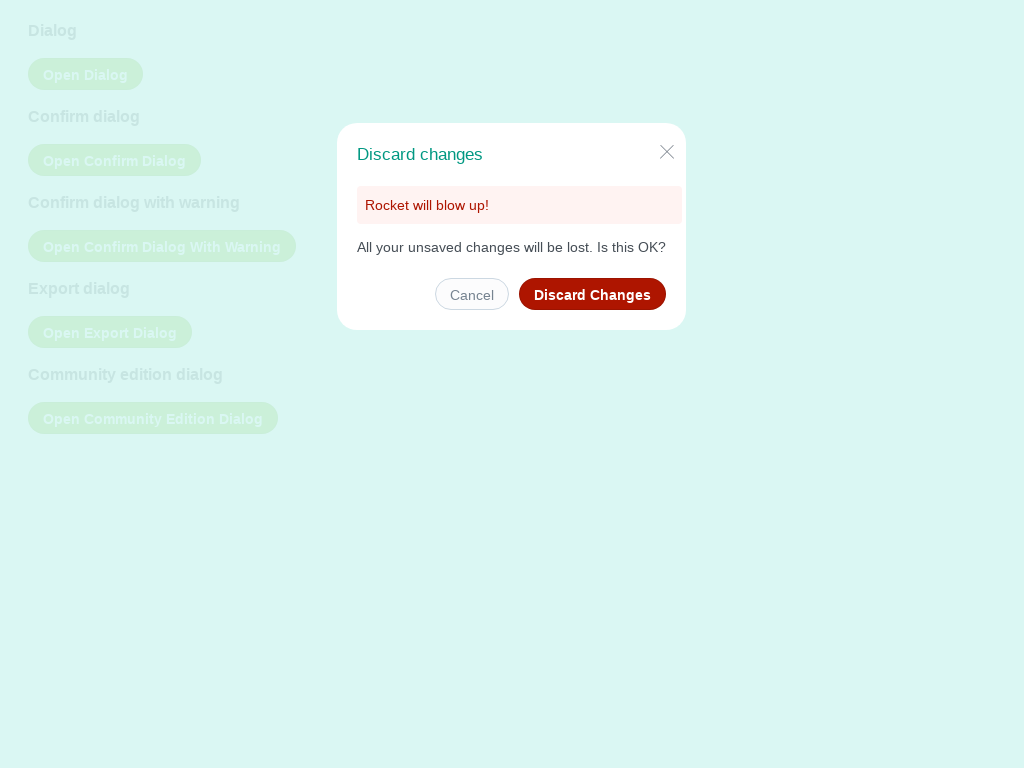 Dialog
Open Dialog
Confirm dialog
Open Confirm Dialog
Confirm dialog with warning
Open Confirm Dialog With Warning
Export dialog
Open Export Dialog
Community edition dialog
Open Community Edition Dialog
Discard changes
Rocket will blow up!
All your unsaved changes will be lost. Is this OK?
Cancel
Discard Changes